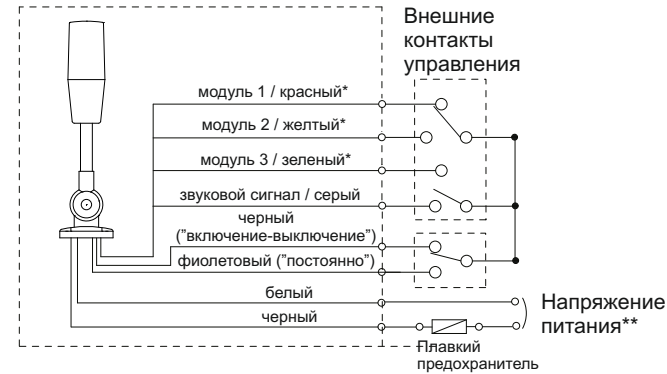 Внешние
контакты
управления
модуль 1 / красный*
модуль 2 / желтый*
модуль 3 / зеленый*
звуковой сигнал / серый
черный
("включение-выключение")
фиолетовый ("постоянно")
белый
черный
Напряжение
питания**
Плавкий
предохранитель